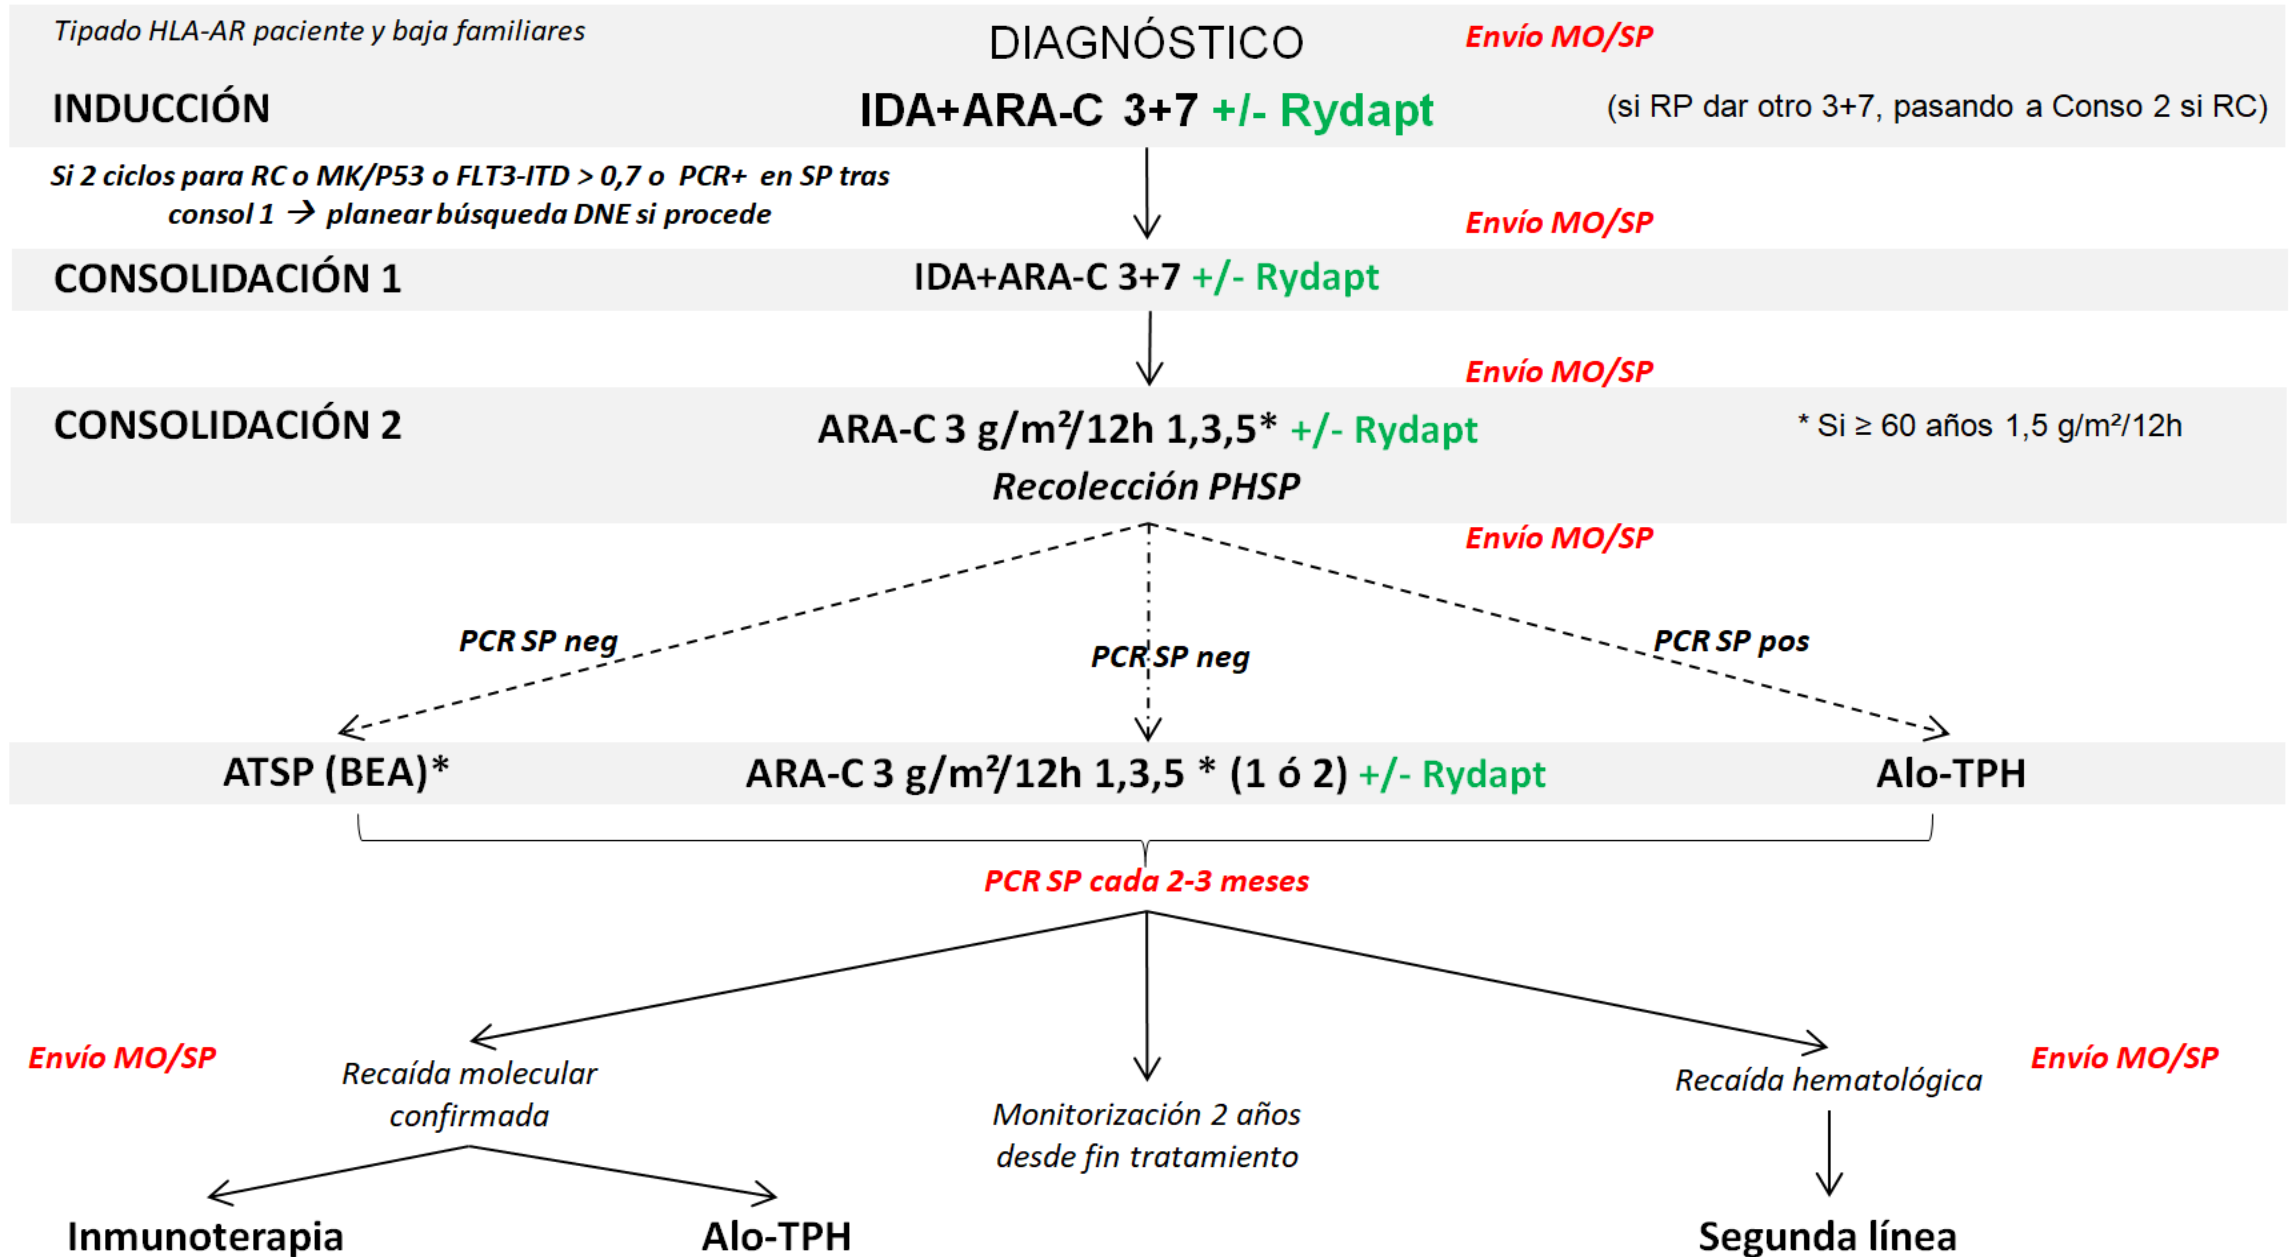 Tipado HLA-AR paciente y baja familiares
DIAGNÓSTICO
Envío MO/SP
INDUCCIÓN
IDA+ARA-C 3+7 +/- Rydapt
(si RP dar otro 3+7, pasando a Conso 2 si RC)
Si 2 ciclos para RC o MK/P53 o FLT3-ITD > 0,7 o PCR+ en SP tras
consol 1 → planear búsqueda DNE si procede
Envío MO/SP
CONSOLIDACIÓN 1
IDA+ARA-C 3+7 +/- Rydapt
Envío MO/SP
CONSOLIDACIÓN 2
ARA-C 3 g/m²/12h 1,3,5* +/- Rydapt
* Si ≥ 60 años 1,5 g/m²/12h
Recolección PHSP
Envío MO/SP
PCR SP neg
PCR SP neg
PCR SP pos
ATSP (BEA)*
ARA-C 3 g/m²/12h 1,3,5 * (1 ó 2) +/- Rydapt
Alo-TPH
PCR SP cada 2-3 meses
Envío MO/SP
Recaída molecular
confirmada
Monitorización 2 años
desde fin tratamiento
Recaída hematológica
Envío MO/SP
Inmunoterapia
Alo-TPH
Segunda línea